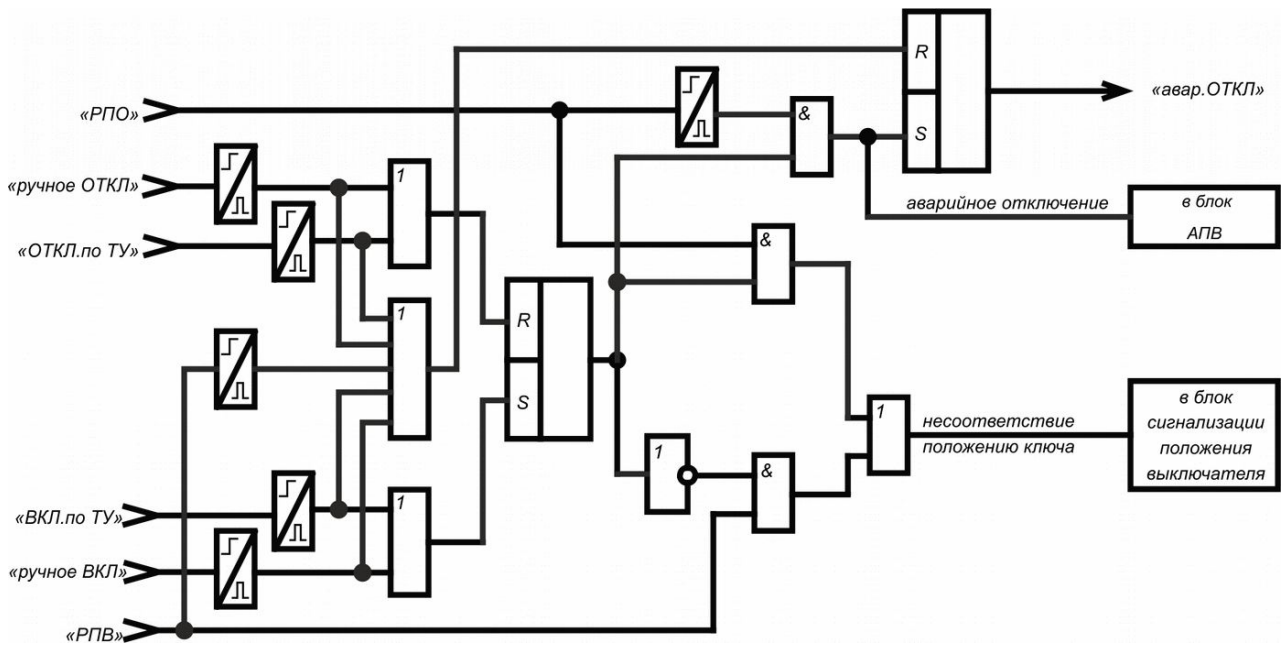 R
«РПО»
«авар.ОТКЛ»
&
S
«ручное ОТКЛ»
1
аварийное отключение
в блок
АПВ
«ОТКЛ.по ТУ»
&
1
R
S
в блок
сигнализации
положения
выключателя
1
несоответствие
положению ключа
1
&
«ВКЛ.по ТУ»
1
«ручное ВКЛ»
«РПВ»